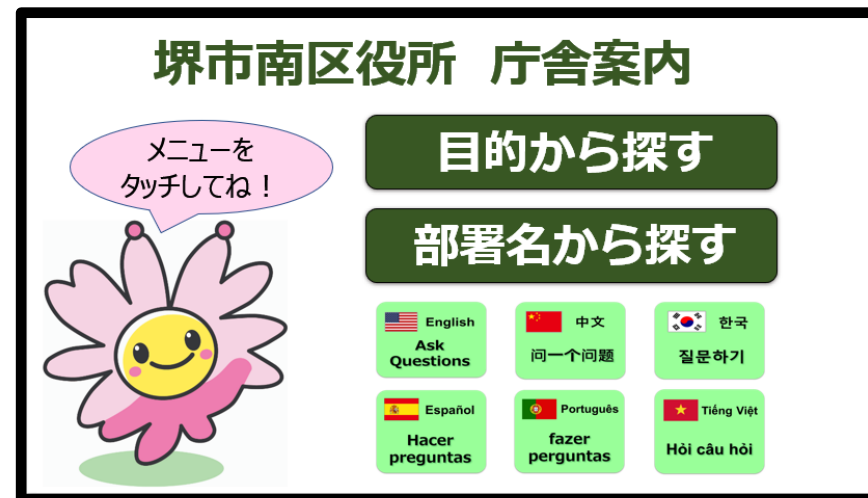 堺市南区役所 庁舎案内
メニューを
タッチしてね！
目的から探す
部署名から探す
English
Ask
Questions
中文
问一个问题
한국
질문하기
Español
Hacer
preguntas
Português
fazer
perguntas
Tiếng Việt
Hỏi câu hỏi